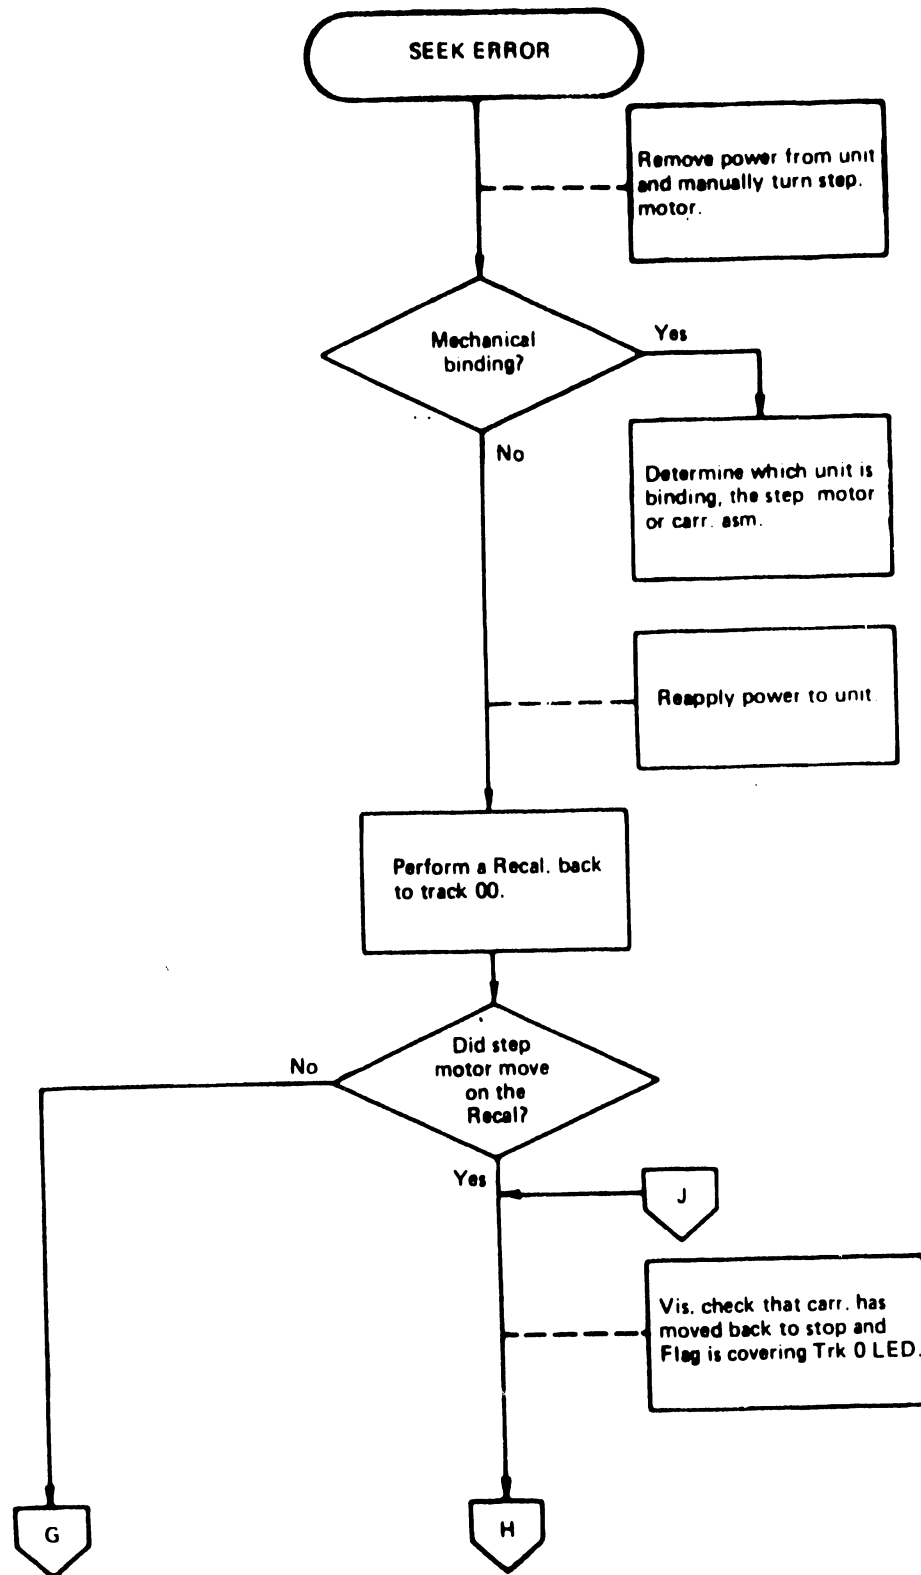 SEEK ERROR
Remove power from unit
and manually turn step.
motor.
Mechanical
binding?
Yes
No
Determine which unit is
binding, the step motor
or carr. asm.
Reapply power to unit.
Perform a Recal. back
to track 00.
Did step
motor move
on the
Recal?
No
Yes
J
Vis. check that carr. has
moved back to stop and
Flag is covering Trk 0 LED.
G
H